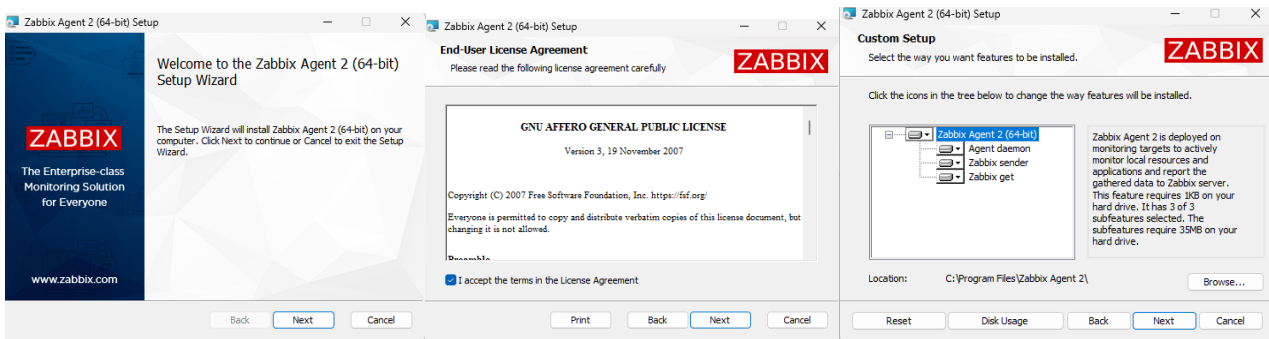 Zabbix Agent 2 (64-bit) Setup
ZABBIX
The Enterprise-class
Monitoring Solution
for Everyone
www.zabbix.com
Welcome to the Zabbix Agent 2 (64-bit)
Setup Wizard
The Setup Wizard will install Zabbix Agent 2 (64-bit) on your
computer. Click Next to continue or Cancel to exit the Setup
Wizard.
Back
Next
Cancel
Zabbix Agent 2 (64-bit) Setup
End-User License Agreement
Please read the following license agreement carefully
ZABBIX
GNU AFFERO GENERAL PUBLIC LICENSE
Version 3, 19 November 2007
Copyright (C) 2007 Free Software Foundation, Inc. https://fsf.org/
Everyone is permitted to copy and distribute verbatim copies of this license document, but
changing it is not allowed.
Preamble
I accept the terms in the License Agreement
Print
Back
Next
Cancel
Zabbix Agent 2 (64-bit) Setup
Custom Setup
Select the way you want features to be installed.
ZABBIX
Click the icons in the tree below to change the way features will be installed.
Zabbix Agent 2 (64-bit)
Agent daemon
Zabbix sender
Zabbix get
Zabbix Agent 2 is deployed on
monitoring targets to actively
monitor local resources and
applications and report the
gathered data to Zabbix server.
This feature requires 1KB on your
hard drive. It has 3 of 3
subfeatures selected. The
subfeatures require 35MB on your
hard drive.
Location: C:\Program Files\Zabbix Agent 2\
Browse...
Reset
Disk Usage
Back
Next
Cancel